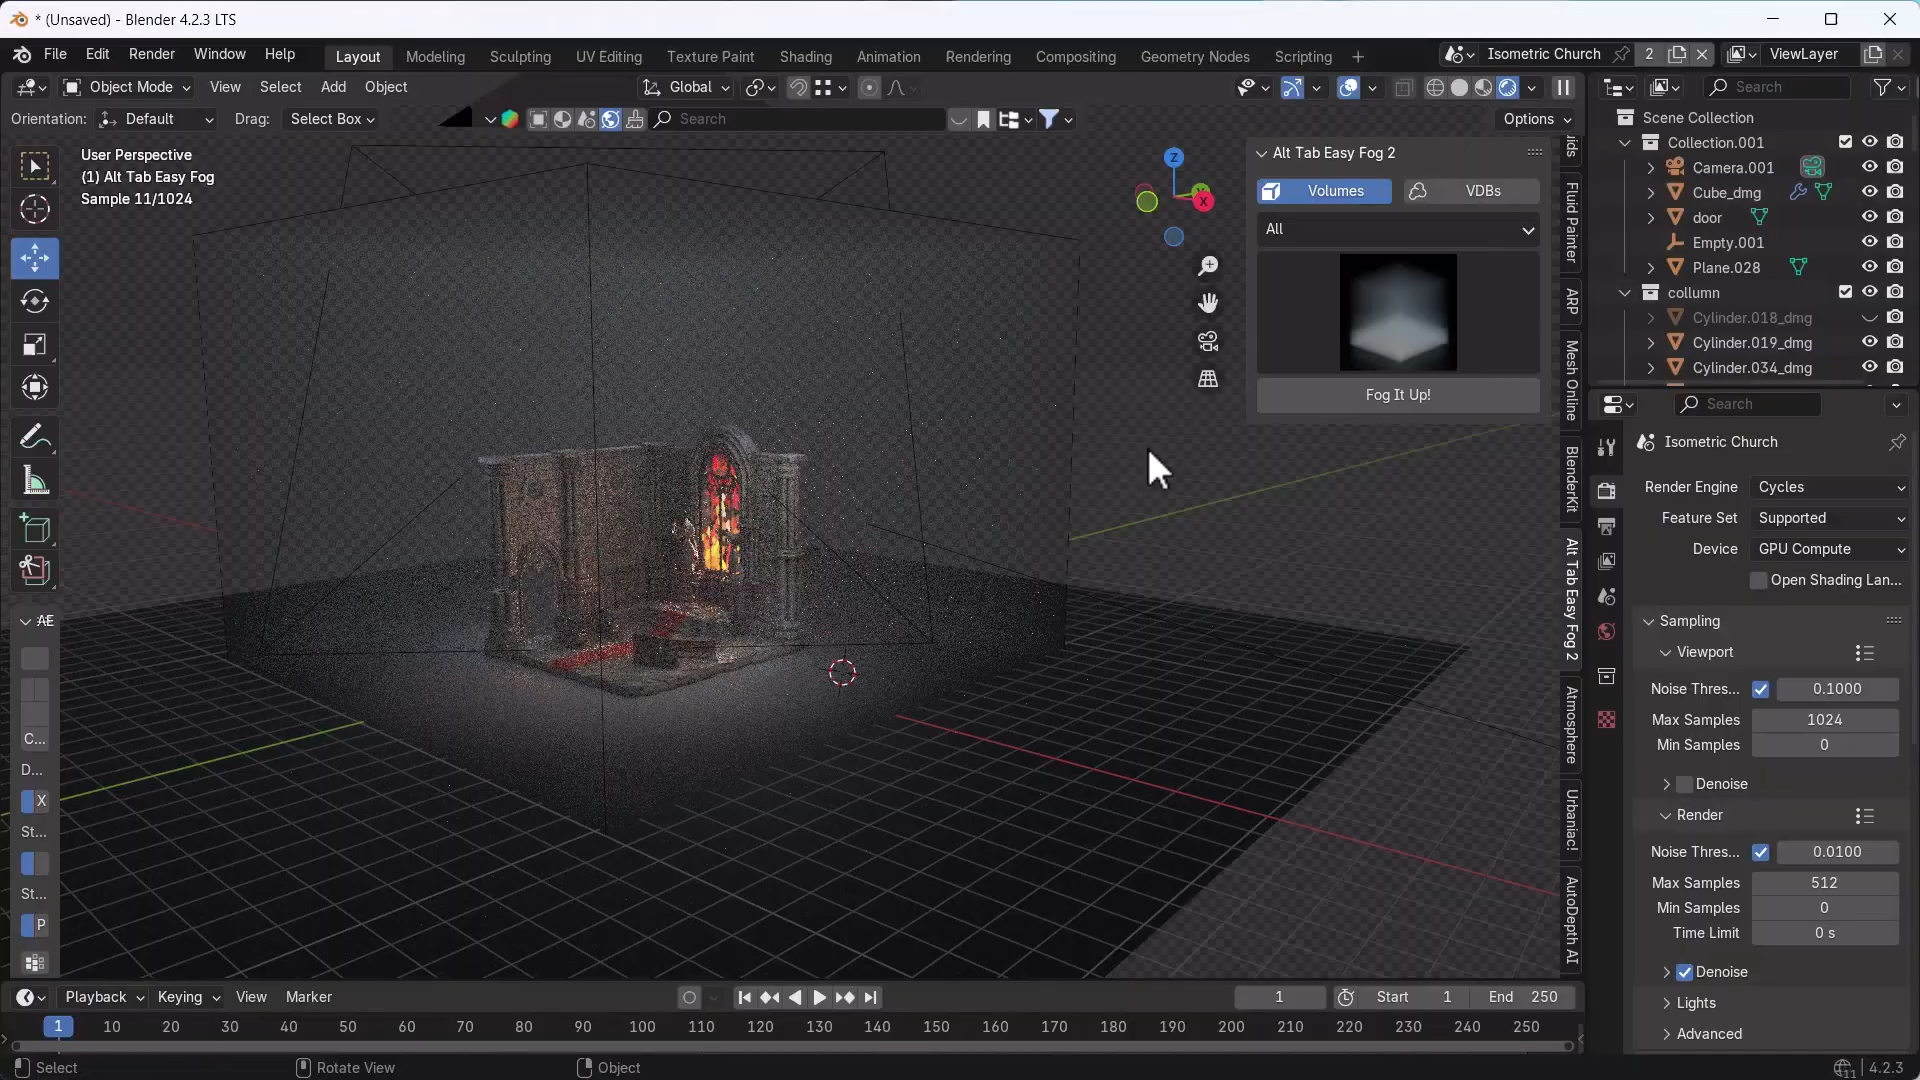 * (Unsaved) - Blender 4.2.3 LTS
File Edit Render Window Help
Layout Modeling Sculpting UV Editing Texture Paint Shading Animation Rendering Compositing Geometry Nodes Scripting
Isometric Church 2 ViewLayer
Object Mode View Select Add Object Global
Search
Orientation: Default Drag: Select Box Search Options
User Perspective
(1) Alt Tab Easy Fog
Sample 11/1024
Z
X
Alt Tab Easy Fog 2
Volumes VDBs
All
Fog It Up!
Fluid Painter
ARP
Mesh Online
BlenderKit
Alt Tab Easy Fog 2
Atmosphere
Urbaniac!
AutoDepth AI
Scene Collection
Collection.001
Camera.001
Cube_dmg
door
Empty.001
Plane.028
collumn
Cylinder.018_dmg
Cylinder.019_dmg
Cylinder.034_dmg
Search
Isometric Church
Render Engine Cycles
Feature Set Supported
Device GPU Compute
Open Shading Lan...
Sampling
Viewport
Noise Thres... 0.1000
Max Samples 1024
Min Samples 0
Denoise
Render
Noise Thres... 0.0100
Max Samples 512
Min Samples 0
Time Limit 0 s
Denoise
Lights
Advanced
AE
C...
D...
X
St...
St...
P
Playback Keying View Marker
1 Start 1 End 250
1 10 20 30 40 50 60 70 80 90 100 110 120 130 140 150 160 170 180 190 200 210 220 230 240 250
Select Rotate View Object
11 4.2.3